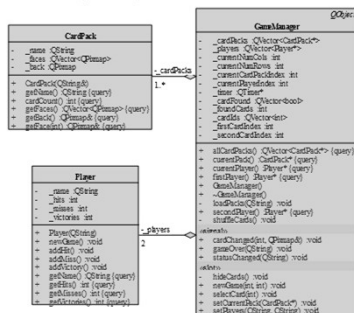 CardPack
- _name :QString
- _faces :QVector<QPixmap>
- _back :QPixmap
+ CardPack(QString&)
+ getName() :QString {query}
+ cardCount() :int {query}
+ getFaces() :QVector<QPixmap> {query}
+ getBack() :QPixmap& {query}
+ getFace(int) :QPixmap& {query}
-_cardPacks
1..*
Player
- _name :QString
- _hits :int
- _misses :int
- _victories :int
+ Player(QString)
+ newGame() :void
+ addHit() :void
+ addMiss() :void
+ addVictory() :void
+ getName() :QString {query}
+ getHits() :int {query}
+ getMisses() :int {query}
+ getVictories() :int {query}
-_players
2
QObject
GameManager
- _cardPacks :QVector<CardPack*>
- _players :QVector<Player*>
- _currentNumCols :int
- _currentNumRows :int
- _currentCardPackIndex :int
- _currentPlayerIndex :int
- _timer :QTimer*
- _cardFound :QVector<bool>
- _foundCards :int
- _cardIds :QVector<int>
- _firstCardIndex :int
- _secondCardIndex :int
+ allCardPacks() :QVector<CardPack*> {query}
+ currentPack() :CardPack* {query}
+ currentPlayer() :Player* {query}
+ firstPlayer() :Player* {query}
+ GameManager()
+ ~GameManager()
+ loadPacks(QString) :void
+ secondPlayer() :Player* {query}
- shuffleCards() :void
+ cardChanged(int, QPixmap&) :void
+ gameOver(QString) :void
+ statusChanged(QString) :void
+ hideCards() :void
+ newGame(int, int) :void
+ selectCard(int) :void
+ setCurrentPack(CardPack*) :void
+ setPlayers(QString, QString) :void